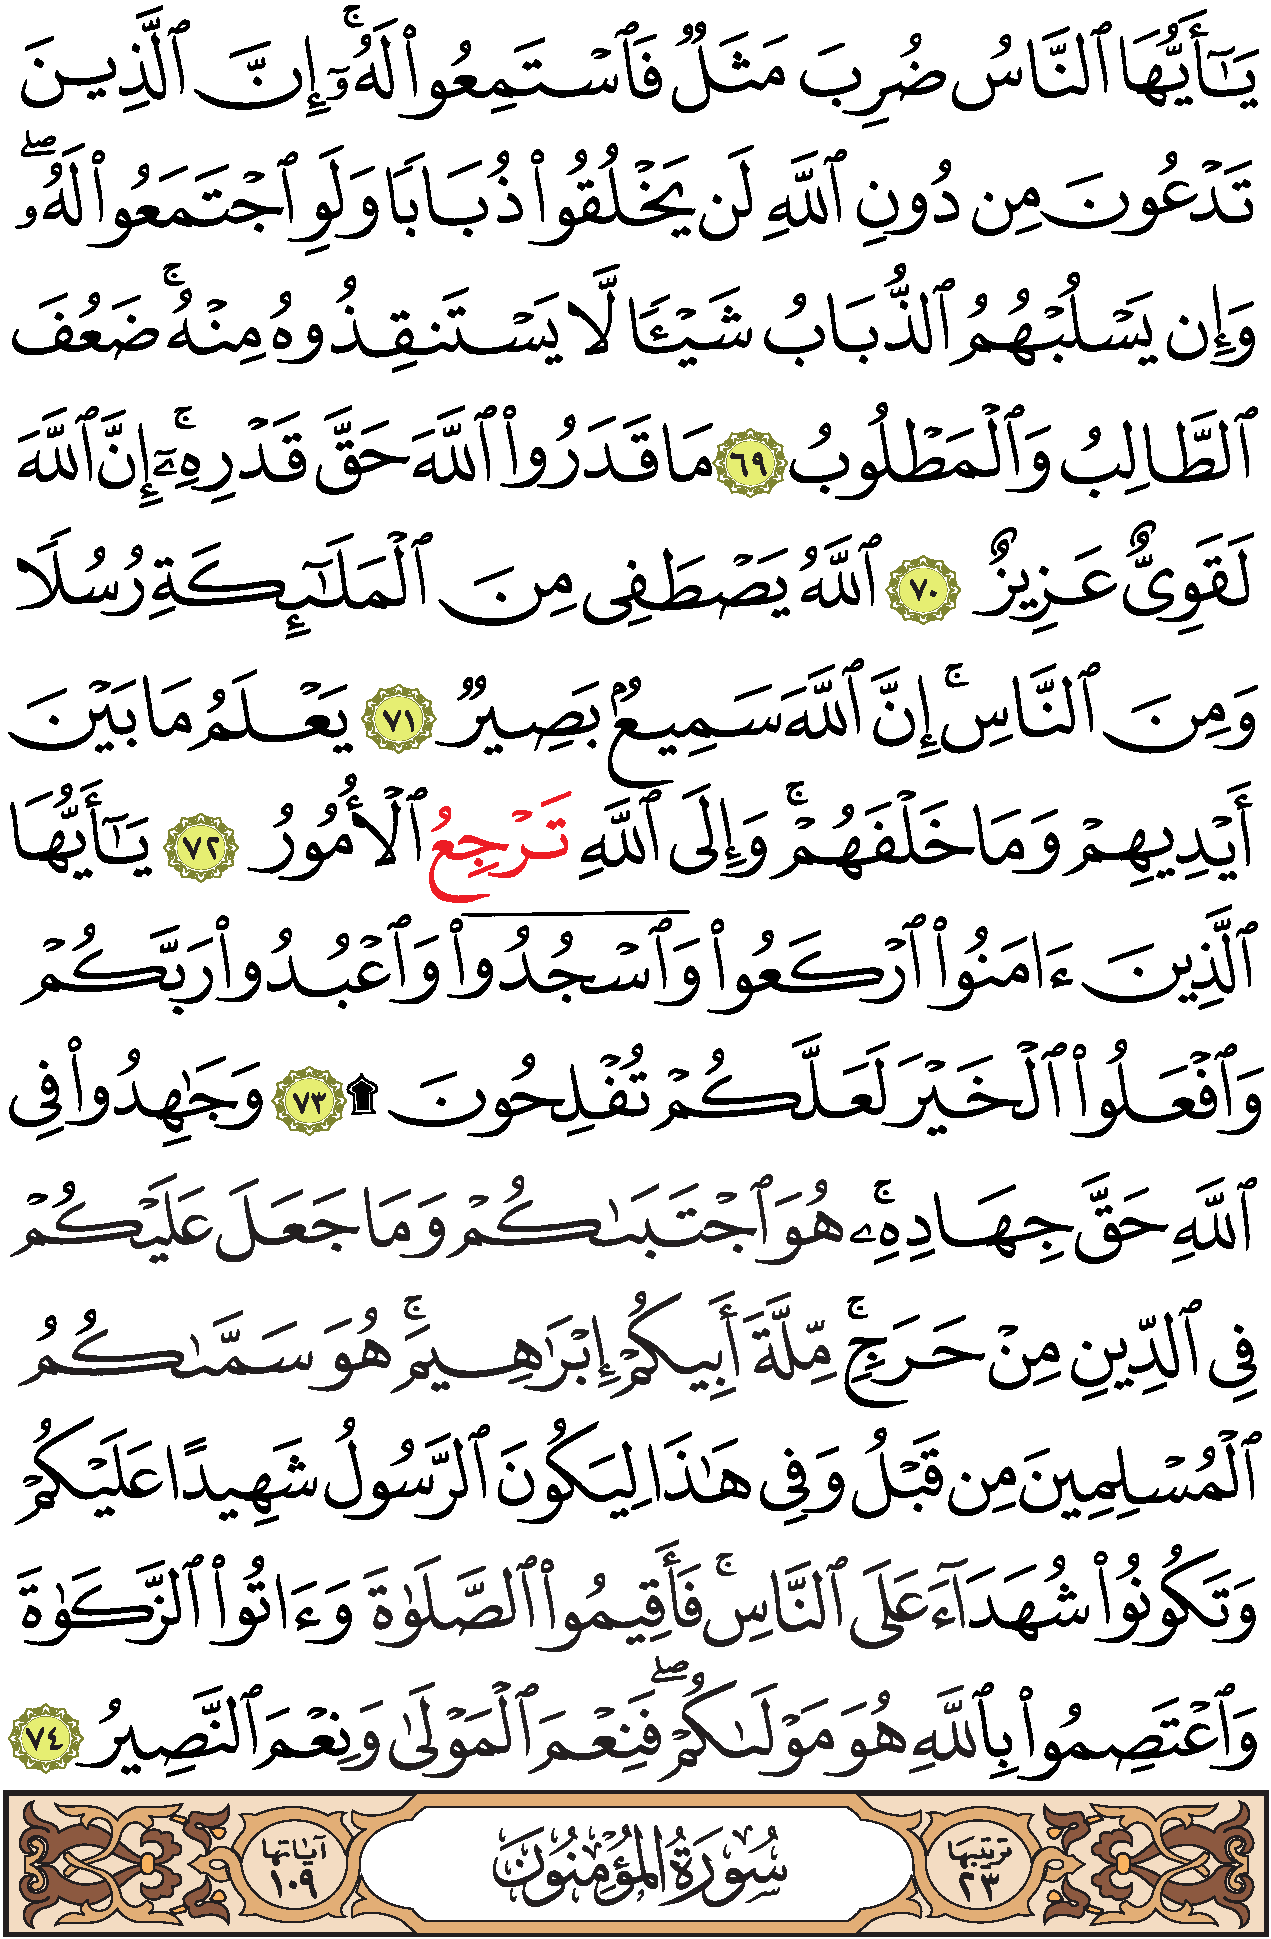 يَـٰٓأَيُّهَا ٱلنَّاسُ ضُرِبَ مَثَلٞ فَٱسۡتَمِعُواْ لَهُۥٓۚ إِنَّ ٱلَّذِينَ
تَدۡعُونَ مِن دُونِ ٱللَّهِ لَن يَخۡلُقُواْ ذُبَابٗا وَلَوِ ٱجۡتَمَعُواْ لَهُۥۖ
وَإِن يَسۡلُبۡهُمُ ٱلذُّبَابُ شَيۡـٔٗا لَّا يَسۡتَنقِذُوهُ مِنۡهُۚ ضَعُفَ
ٱلطَّالِبُ وَٱلۡمَطۡلُوبُ ٦٩ مَا قَدَرُواْ ٱللَّهَ حَقَّ قَدۡرِهِۦٓۚ إِنَّ ٱللَّهَ
لَقَوِيٌّ عَزِيزٌ ٧٠ ٱللَّهُ يَصۡطَفِي مِنَ ٱلۡمَلَـٰٓئِكَةِ رُسُلٗا
وَمِنَ ٱلنَّاسِۚ إِنَّ ٱللَّهَ سَمِيعُۢ بَصِيرٞ ٧١ يَعۡلَمُ مَا بَيۡنَ
أَيۡدِيهِمۡ وَمَا خَلۡفَهُمۡۚ وَإِلَى ٱللَّهِ تَرۡجِعُ ٱلۡأُمُورُ ٧٢ يَـٰٓأَيُّهَا
ٱلَّذِينَ ءَامَنُواْ ٱرۡكَعُواْ وَٱسۡجُدُواْ وَٱعۡبُدُواْ رَبَّكُمۡ
وَٱفۡعَلُواْ ٱلۡخَيۡرَ لَعَلَّكُمۡ تُفۡلِحُونَ ۩ ٧٣ وَجَـٰهِدُواْ فِي
ٱللَّهِ حَقَّ جِهَادِهِۦۚ هُوَ ٱجۡتَبَىٰكُمۡ وَمَا جَعَلَ عَلَيۡكُمۡ
فِي ٱلدِّينِ مِنۡ حَرَجٖۚ مِّلَّةَ أَبِيكُمۡ إِبۡرَٰهِيمَۚ هُوَ سَمَّىٰكُمُ
ٱلۡمُسۡلِمِينَ مِن قَبۡلُ وَفِي هَٰذَا لِيَكُونَ ٱلرَّسُولُ شَهِيدًا عَلَيۡكُمۡ
وَتَكُونُواْ شُهَدَآءَ عَلَى ٱلنَّاسِۚ فَأَقِيمُواْ ٱلصَّلَوٰةَ وَءَاتُواْ ٱلزَّكَوٰةَ
وَٱعۡتَصِمُواْ بِٱللَّهِ هُوَ مَوۡلَىٰكُمۡۖ فَنِعۡمَ ٱلۡمَوۡلَىٰ وَنِعۡمَ ٱلنَّصِيرُ ٧٤
ترتيبها ٢٣ سُورَةُ المُؤۡمِنُونَ آياتها ١٠٩